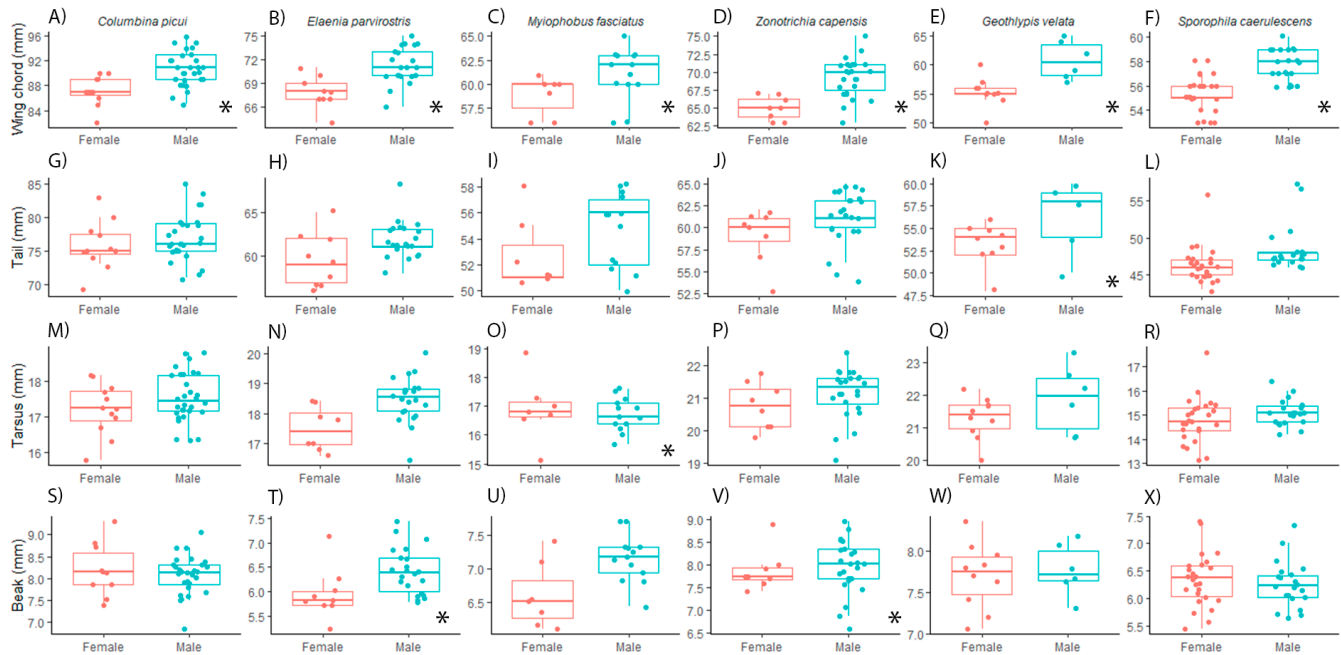 A) Columbina picui B) Elaenia parvirostris C) Myiophobus fasciatus D) Zonotrichia capensis E) Geothlypis velata F) Sporophila caerulescens
Wing chord (mm)
96 92 88 84
Female Male *
75 72 69 66
Female Male *
65.0 62.5 60.0 57.5
Female Male *
75.0 72.5 70.0 67.5 65.0 62.5
Female Male *
65 60 55 50
Female Male *
60 58 56 54
Female Male *
G) H) I) J) K) L)
Tail (mm)
85 80 75 70
Female Male
65 60
Female Male
58 56 54 52 50
Female Male
65.0 62.5 60.0 57.5 55.0 52.5
Female Male
60.0 57.5 55.0 52.5 50.0 47.5
Female Male *
55 50 45
Female Male
M) N) O) P) Q) R)
Tarsus (mm)
18 17 16
Female Male
20 19 18 17
Female Male
19 18 17 16 15
Female Male *
22 21 20 19
Female Male
23 22 21 20
Female Male
18 17 16 15 14 13
Female Male
S) T) U) V) W) X)
Beak (mm)
9.0 8.5 8.0 7.5 7.0
Female Male
7.5 7.0 6.5 6.0 5.5
Female Male *
7.5 7.0 6.5
Female Male
9.0 8.5 8.0 7.5 7.0 6.5
Female Male *
8.0 7.5 7.0
Female Male
7.5 7.0 6.5 6.0 5.5
Female Male